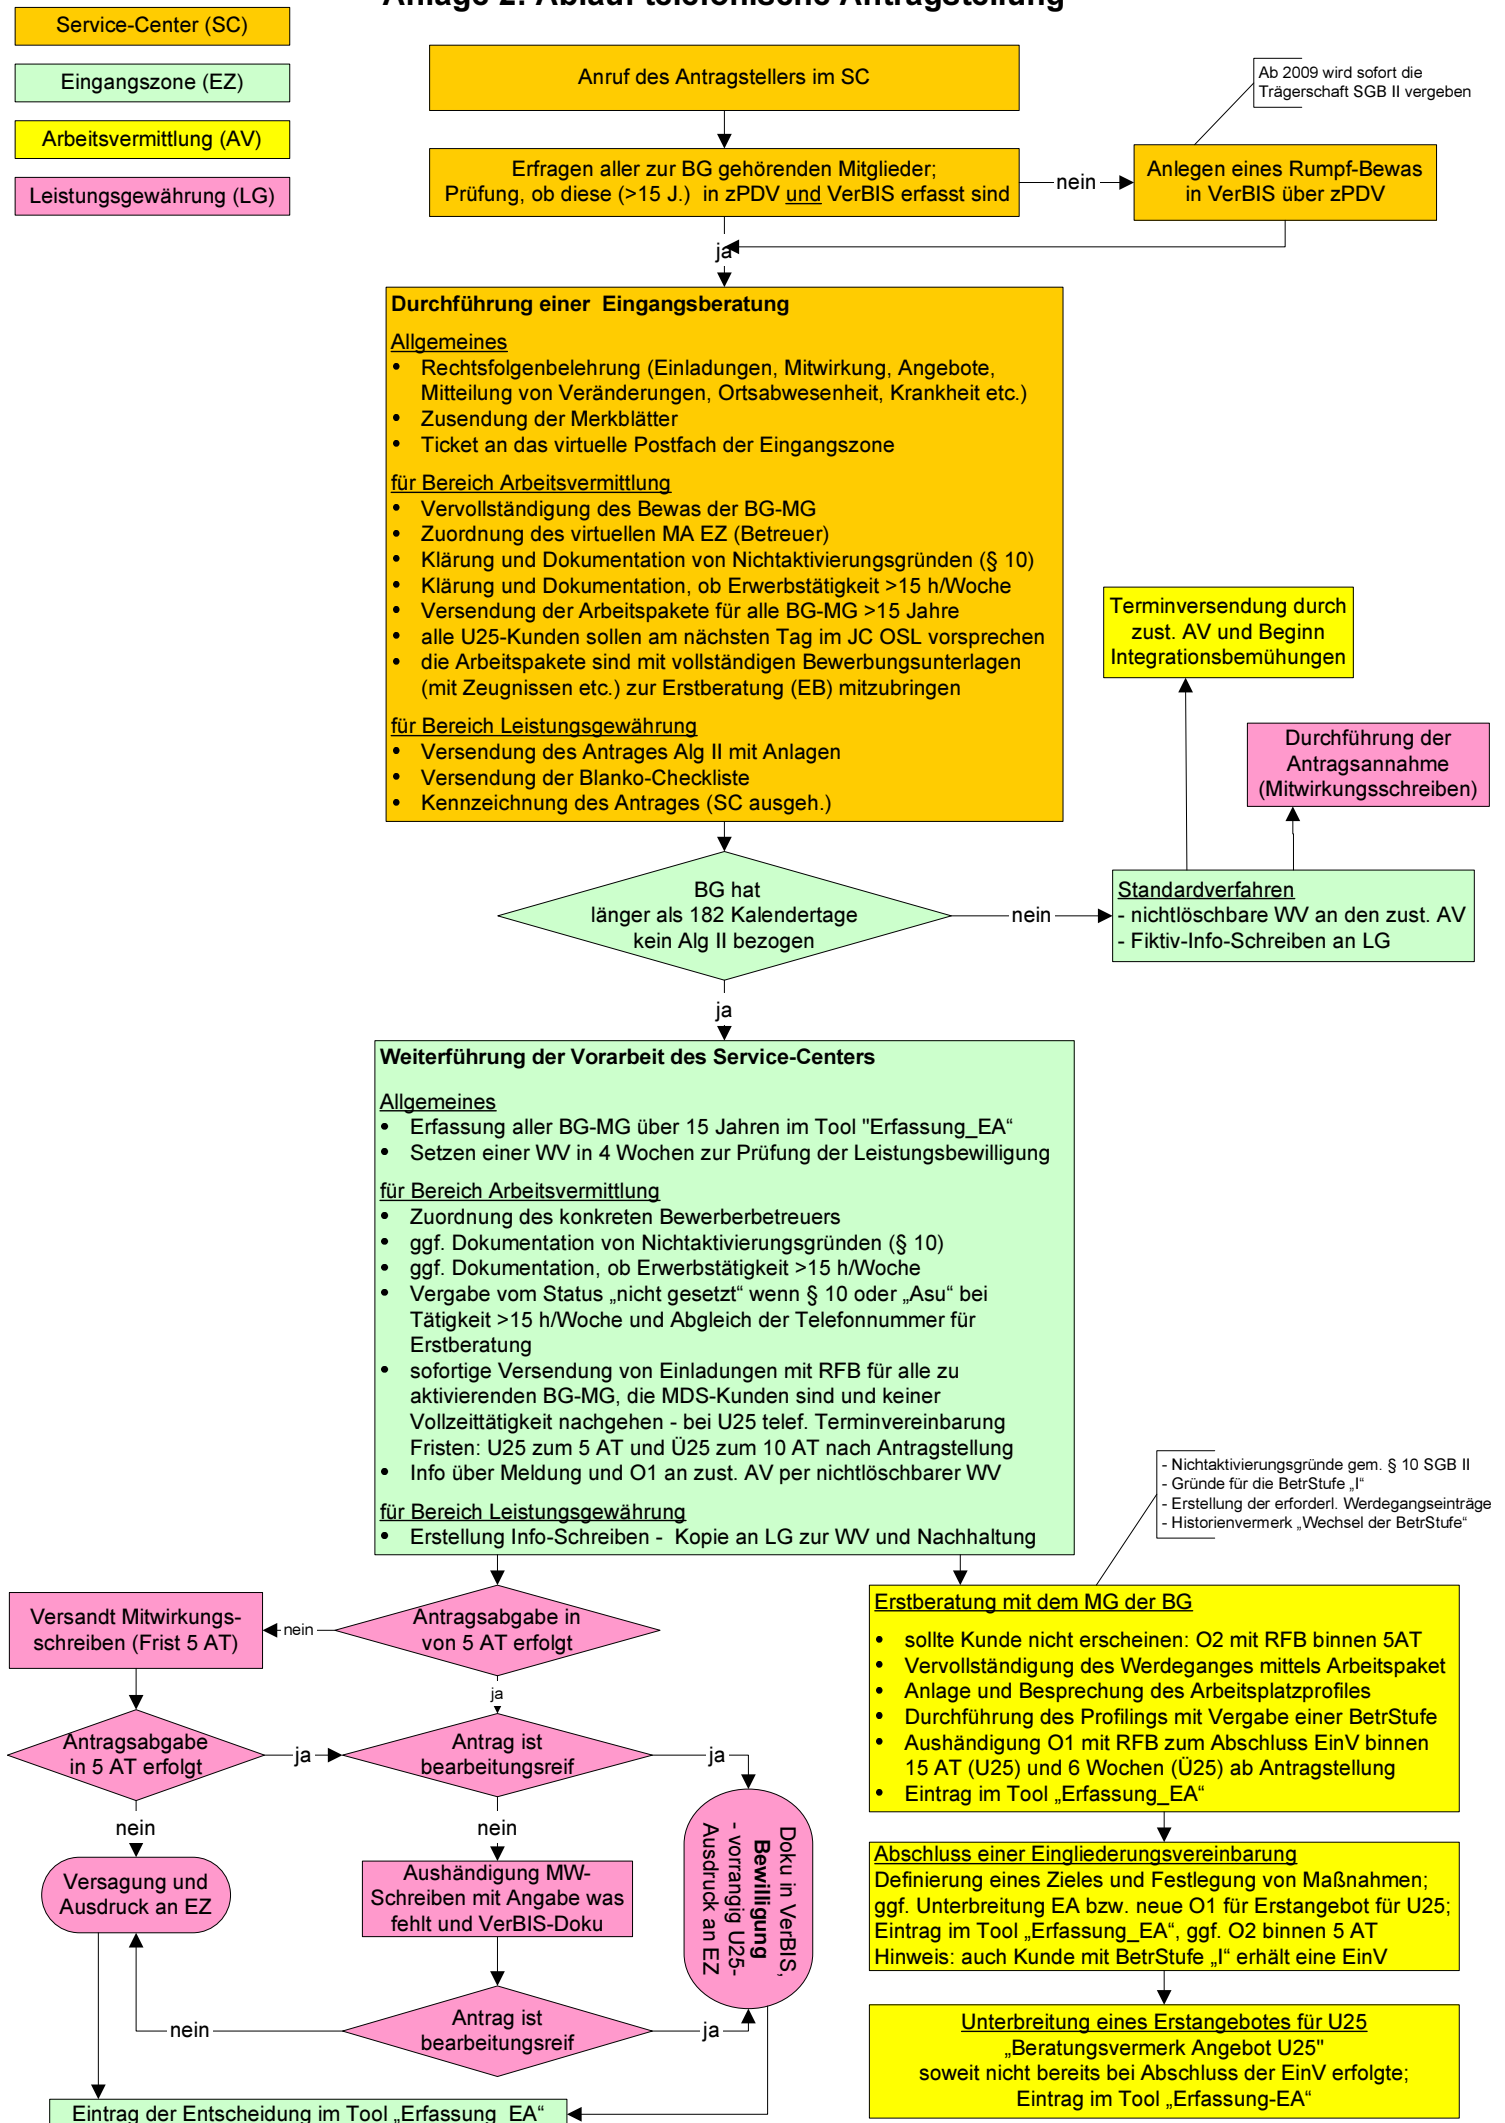 Anlage 2: Ablauf telefonische Antragstellung
Service-Center (SC)
Eingangszone (EZ)
Arbeitsvermittlung (AV)
Leistungsgewährung (LG)
Anruf des Antragstellers im SC
Ab 2009 wird sofort die
Trägerschaft SGB II vergeben
Erfragen aller zur BG gehörenden Mitglieder;
Prüfung, ob diese (>15 J.) in zPDV und VerBIS erfasst sind
nein
Anlegen eines Rumpf-Bewas
in VerBIS über zPDV
ja
Durchführung einer Eingangsberatung
Allgemeines
• Rechtsfolgenbelehrung (Einladungen, Mitwirkung, Angebote,
Mitteilung von Veränderungen, Ortsabwesenheit, Krankheit etc.)
• Zusendung der Merkblätter
• Ticket an das virtuelle Postfach der Eingangszone
für Bereich Arbeitsvermittlung
• Vervollständigung des Bewas der BG-MG
• Zuordnung des virtuellen MA EZ (Betreuer)
• Klärung und Dokumentation von Nichtaktivierungsgründen (§ 10)
• Klärung und Dokumentation, ob Erwerbstätigkeit >15 h/Woche
• Versendung der Arbeitspakete für alle BG-MG >15 Jahre
• alle U25-Kunden sollen am nächsten Tag im JC OSL vorsprechen
• die Arbeitspakete sind mit vollständigen Bewerbungsunterlagen
(mit Zeugnissen etc.) zur Erstberatung (EB) mitzubringen
für Bereich Leistungsgewährung
• Versendung des Antrages Alg II mit Anlagen
• Versendung der Blanko-Checkliste
• Kennzeichnung des Antrages (SC ausgeh.)
Terminversendung durch
zust. AV und Beginn
Integrationsbemühungen
Durchführung der
Antragsannahme
(Mitwirkungsschreiben)
BG hat
länger als 182 Kalendertage
kein Alg II bezogen
nein
Standardverfahren
- nichtlöschbare WV an den zust. AV
- Fiktiv-Info-Schreiben an LG
ja
Weiterführung der Vorarbeit des Service-Centers
Allgemeines
• Erfassung aller BG-MG über 15 Jahren im Tool "Erfassung_EA“
• Setzen einer WV in 4 Wochen zur Prüfung der Leistungsbewilligung
für Bereich Arbeitsvermittlung
• Zuordnung des konkreten Bewerberbetreuers
• ggf. Dokumentation von Nichtaktivierungsgründen (§ 10)
• ggf. Dokumentation, ob Erwerbstätigkeit >15 h/Woche
• Vergabe vom Status „nicht gesetzt“ wenn § 10 oder „Asu“ bei
Tätigkeit >15 h/Woche und Abgleich der Telefonnummer für
Erstberatung
• sofortige Versendung von Einladungen mit RFB für alle zu
aktivierenden BG-MG, die MDS-Kunden sind und keiner
Vollzeittätigkeit nachgehen - bei U25 telef. Terminvereinbarung
Fristen: U25 zum 5 AT und Ü25 zum 10 AT nach Antragstellung
• Info über Meldung und O1 an zust. AV per nichtlöschbarer WV
für Bereich Leistungsgewährung
• Erstellung Info-Schreiben - Kopie an LG zur WV und Nachhaltung
- Nichtaktivierungsgründe gem. § 10 SGB II
- Gründe für die BetrStufe „I“
- Erstellung der erforderl. Werdegangseinträge
- Historienvermerk „Wechsel der BetrStufe“
Versandt Mitwirkungs-
schreiben (Frist 5 AT)
nein
Antragsabgabe in
von 5 AT erfolgt
ja
Antragsabgabe
in 5 AT erfolgt
ja
Antrag ist
bearbeitungsreif
ja
nein
nein
Versagung und
Ausdruck an EZ
Aushändigung MW-
Schreiben mit Angabe was
fehlt und VerBIS-Doku
Doku in VerBIS,
Bewilligung
- vorrangig U25-
Ausdruck an EZ
nein
Antrag ist
bearbeitungsreif
ja
Eintrag der Entscheidung im Tool „Erfassung_EA“
Erstberatung mit dem MG der BG
• sollte Kunde nicht erscheinen: O2 mit RFB binnen 5AT
• Vervollständigung des Werdeganges mittels Arbeitspaket
• Anlage und Besprechung des Arbeitsplatzprofiles
• Durchführung des Profilings mit Vergabe einer BetrStufe
• Aushändigung O1 mit RFB zum Abschluss EinV binnen
15 AT (U25) und 6 Wochen (Ü25) ab Antragstellung
• Eintrag im Tool „Erfassung_EA“
Abschluss einer Eingliederungsvereinbarung
Definierung eines Zieles und Festlegung von Maßnahmen;
ggf. Unterbreitung EA bzw. neue O1 für Erstangebot für U25;
Eintrag im Tool „Erfassung_EA“, ggf. O2 binnen 5 AT
Hinweis: auch Kunde mit BetrStufe „I“ erhält eine EinV
Unterbreitung eines Erstangebotes für U25
„Beratungsvermerk Angebot U25"
soweit nicht bereits bei Abschluss der EinV erfolgte;
Eintrag im Tool „Erfassung-EA“